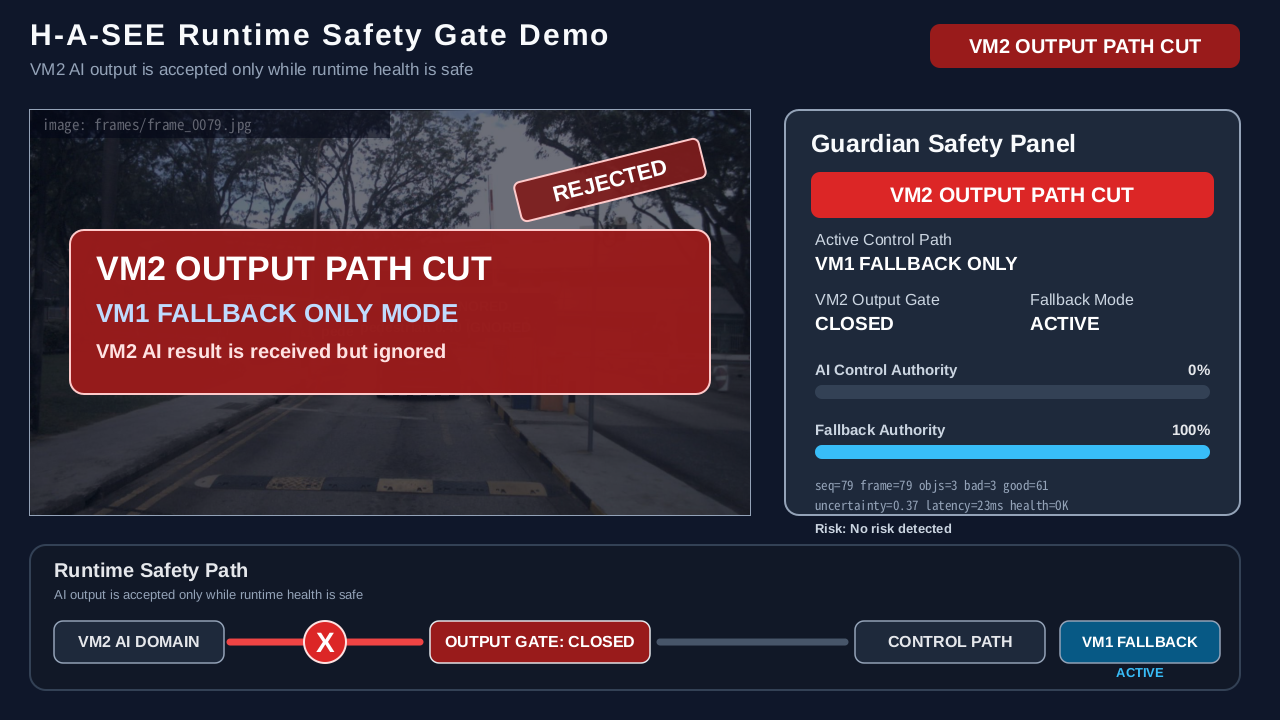 H-A-SEE Runtime Safety Gate Demo
VM2 AI output is accepted only while runtime health is safe
VM2 OUTPUT PATH CUT
image: frames/frame_0079.jpg
REJECTED
VM2 OUTPUT PATH CUT
VM1 FALLBACK ONLY MODE
VM2 AI result is received but ignored
Guardian Safety Panel
VM2 OUTPUT PATH CUT
Active Control Path
VM1 FALLBACK ONLY
VM2 Output Gate
CLOSED
Fallback Mode
ACTIVE
AI Control Authority 0%
Fallback Authority 100%
seq=79 frame=79 objs=3 bad=3 good=61
uncertainty=0.37 latency=23ms health=OK
Risk: No risk detected
Runtime Safety Path
AI output is accepted only while runtime health is safe
VM2 AI DOMAIN
X
OUTPUT GATE: CLOSED
CONTROL PATH
VM1 FALLBACK
ACTIVE